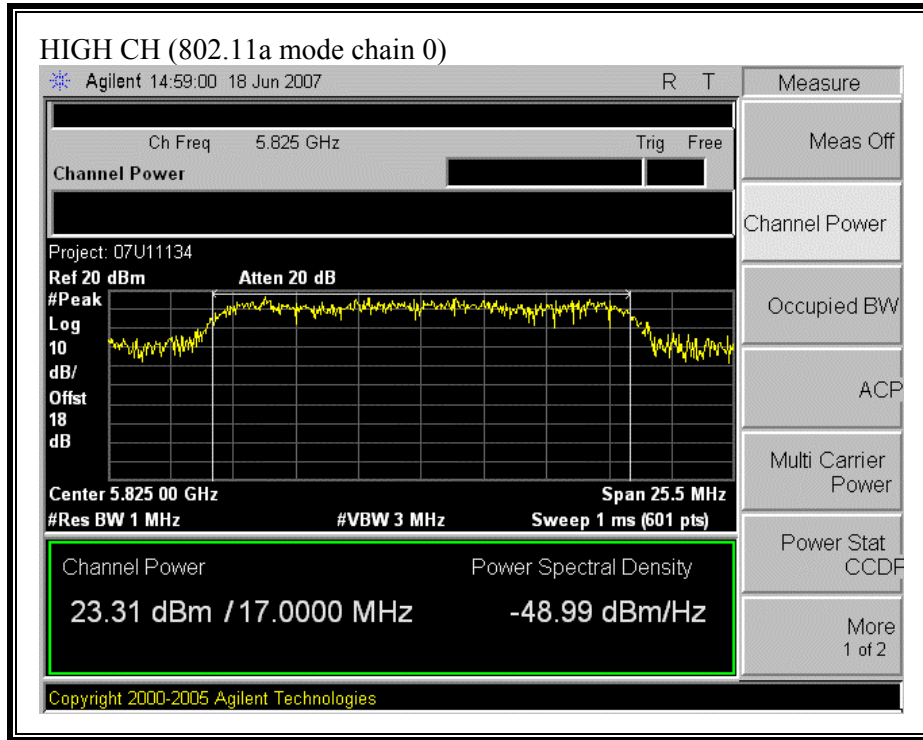 HIGH CH (802.11a mode chain 0)
Agilent 14:59:00 18 Jun 2007 R T
Measure
Ch Freq 5.825 GHz Trig Free
Meas Off
Channel Power
Channel Power
Project: 07U11134
Ref 20 dBm Atten 20 dB
#Peak
Log
10
dB/
Offst
18
dB
Occupied BW
ACP
Multi Carrier
Power
Center 5.825 00 GHz Span 25.5 MHz
#Res BW 1 MHz #VBW 3 MHz Sweep 1 ms (601 pts)
Power Stat
CCDF
Channel Power Power Spectral Density
23.31 dBm / 17.0000 MHz -48.99 dBm/Hz
More
1 of 2
Copyright 2000-2005 Agilent Technologies